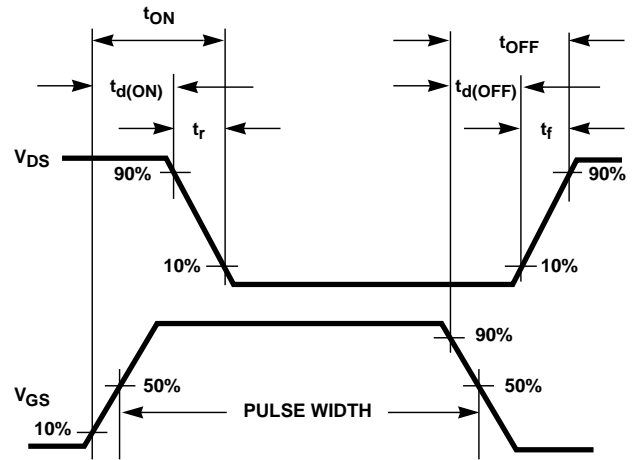 tON tOFF
td(ON) td(OFF)
tr tf
VDS
90% 90%
10% 10%
90%
VGS 50% 50%
PULSE WIDTH
10%